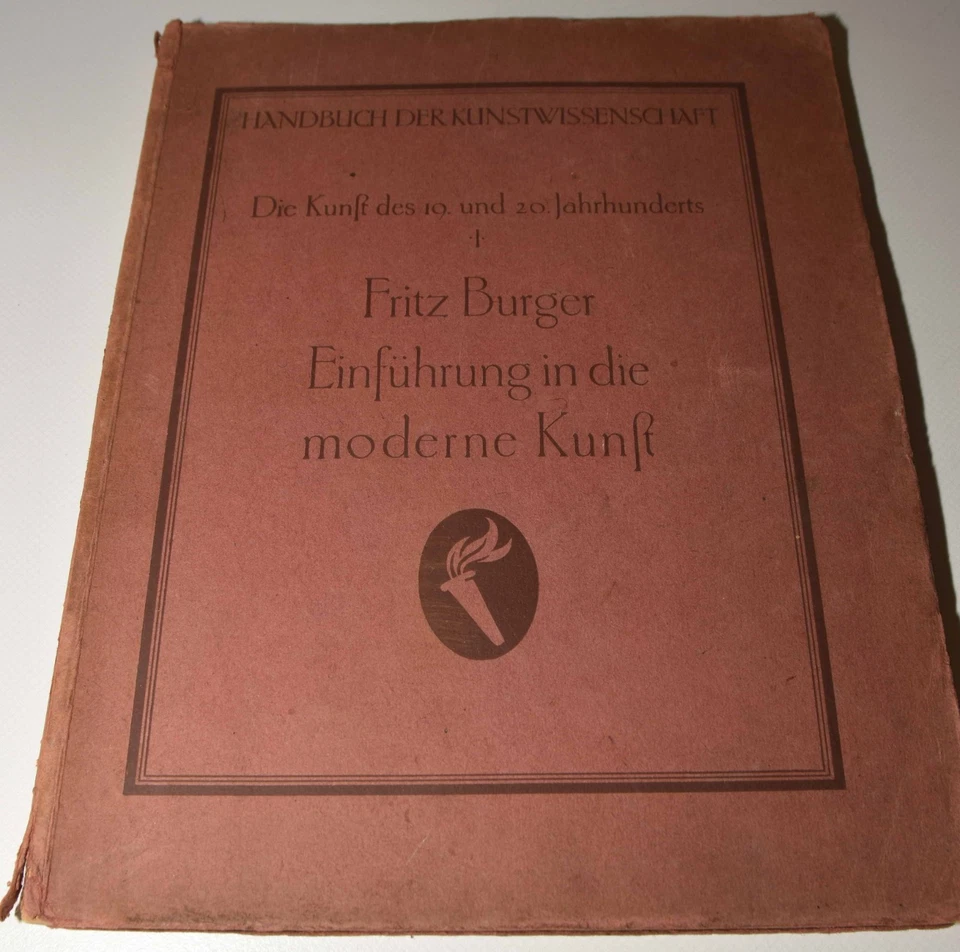 HANDBUCH DER KUNSTWISSENSCHAFT
Die Kunſt des 19. und 20. Jahrhunderts
·I·
Fritz Burger
Einführung in die
moderne Kunſt